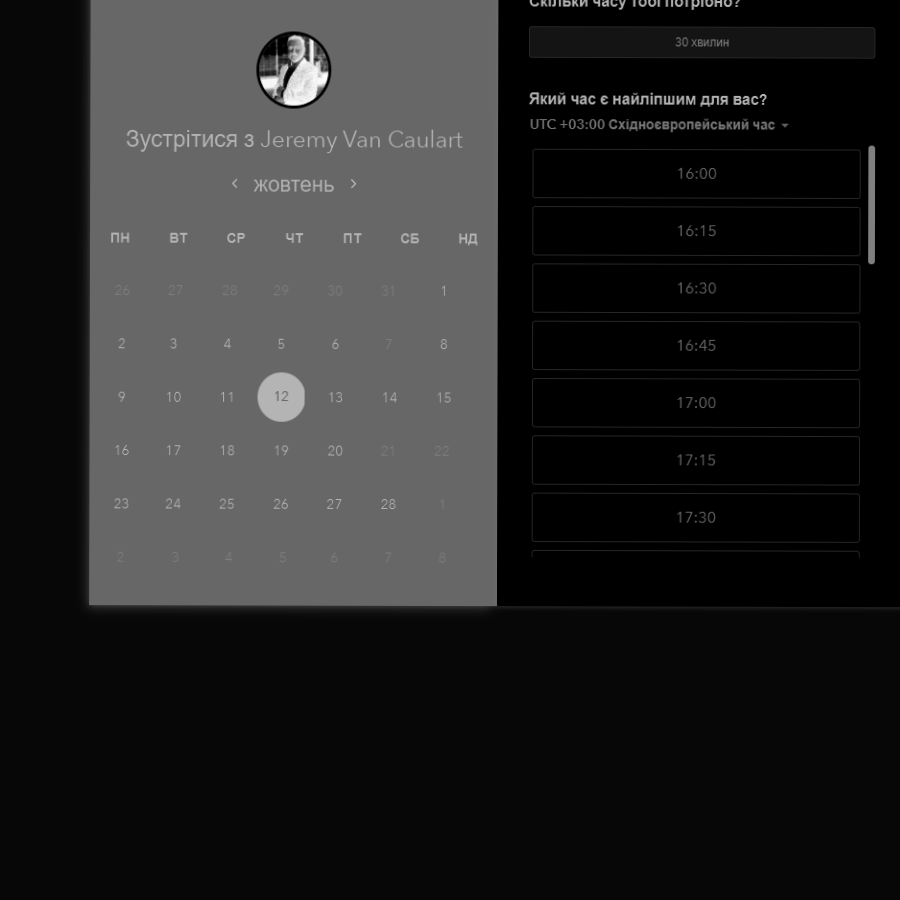 Зустрітися з Jeremy Van Caulart
жовтень
ПН ВТ СР ЧТ ПТ СБ НД
26 27 28 29 30 31 1
2 3 4 5 6 7 8
9 10 11 12 13 14 15
16 17 18 19 20 21 22
23 24 25 26 27 28 1
2 3 4 5 6 7 8
Скільки часу тобі потрібно?
30 хвилин
Який час є найліпшим для вас?
UTC +03:00 Східноєвропейський час
16:00
16:15
16:30
16:45
17:00
17:15
17:30